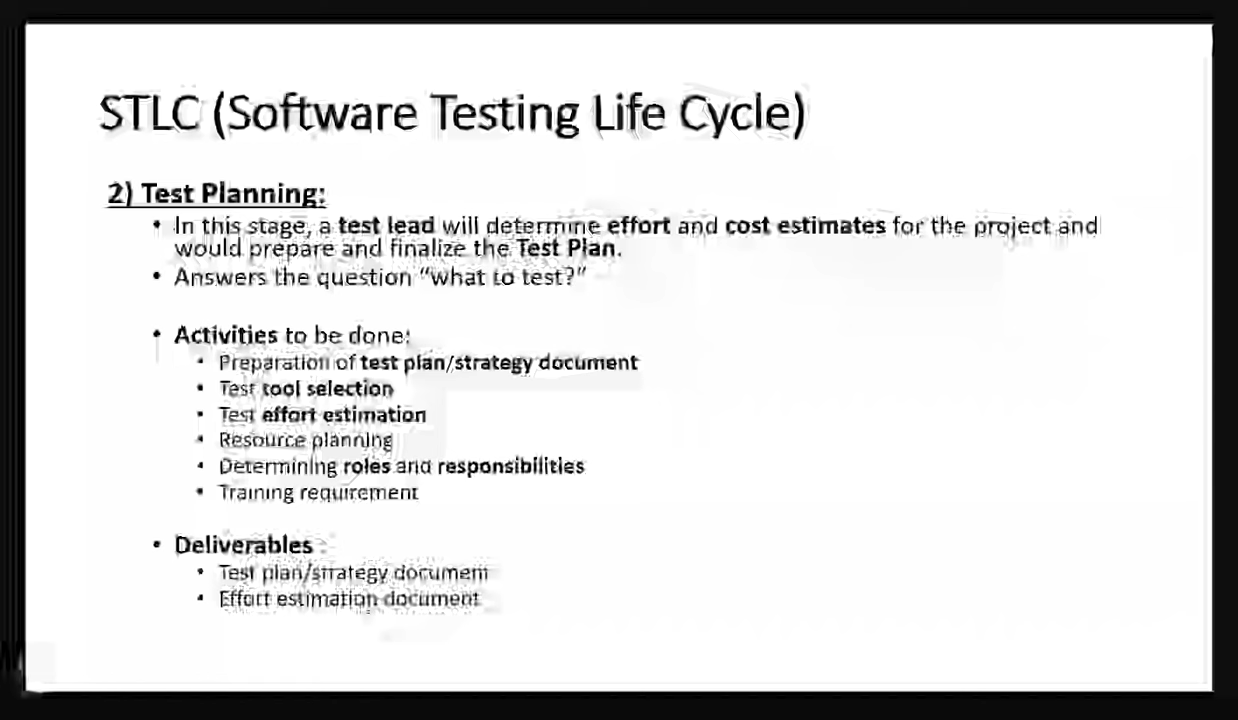 STLC (Software Testing Life Cycle)
2) Test Planning:
• In this stage, a test lead will determine effort and cost estimates for the project and
would prepare and finalize the Test Plan.
• Answers the question “what to test?”
• Activities to be done:
• Preparation of test plan/strategy document
• Test tool selection
• Test effort estimation
• Resource planning
• Determining roles and responsibilities
• Training requirement
• Deliverables :
• Test plan/strategy document
• Effort estimation document